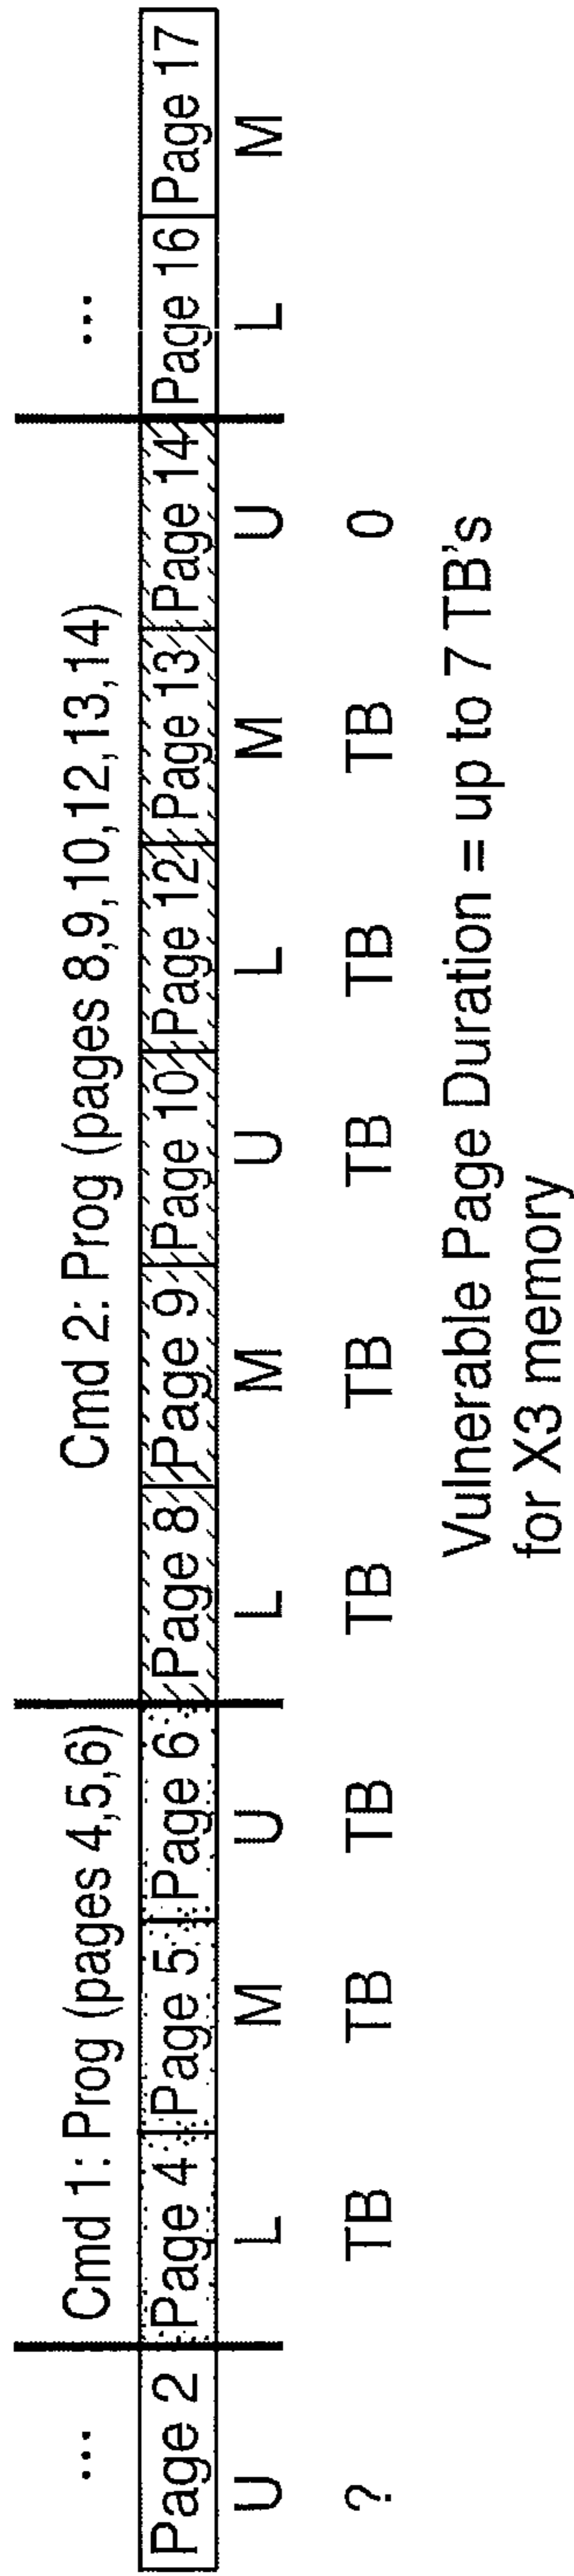 ... Cmd 1: Prog (pages 4,5,6) Cmd 2: Prog (pages 8,9,10,12,13,14) ...
Page 2 Page 4 Page 5 Page 6 Page 8 Page 9 Page 10 Page 12 Page 13 Page 14 Page 16 Page 17
U L M U L M U L M U L M
? TB TB TB TB TB TB TB TB 0
Vulnerable Page Duration = up to 7 TB's
for X3 memory